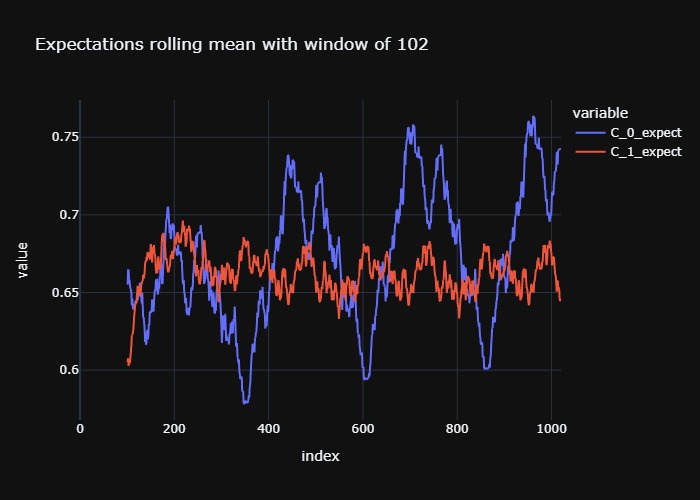 Expectations rolling mean with window of 102
variable
C_0_expect
C_1_expect
0.75
0.7
0.65
0.6
value
0 200 400 600 800 1000
index